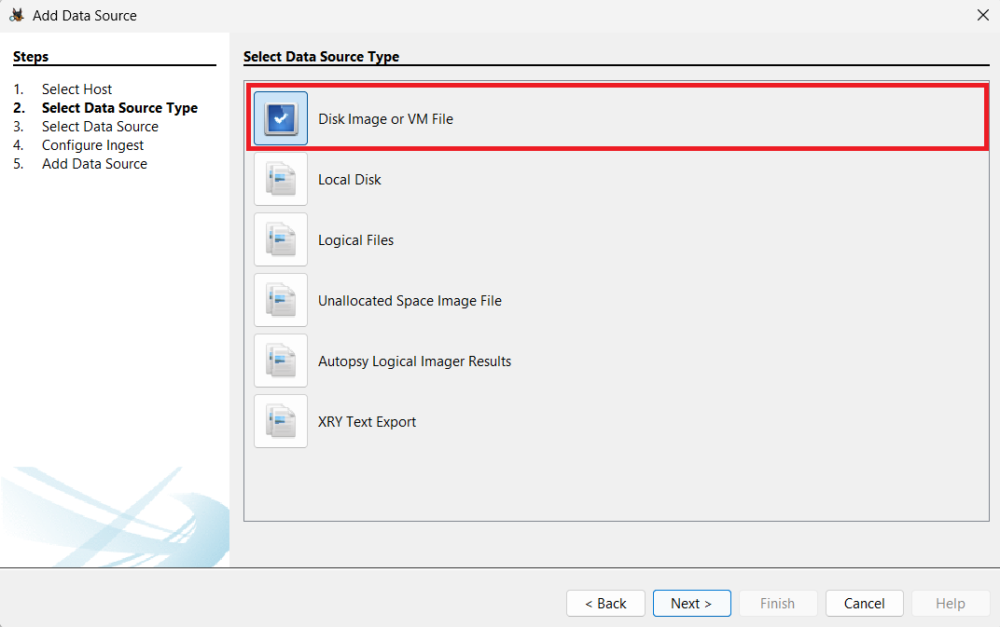 Add Data Source
Steps
1. Select Host
2. Select Data Source Type
3. Select Data Source
4. Configure Ingest
5. Add Data Source
Select Data Source Type
Disk Image or VM File
Local Disk
Logical Files
Unallocated Space Image File
Autopsy Logical Imager Results
XRY Text Export
< Back Next > Finish Cancel Help